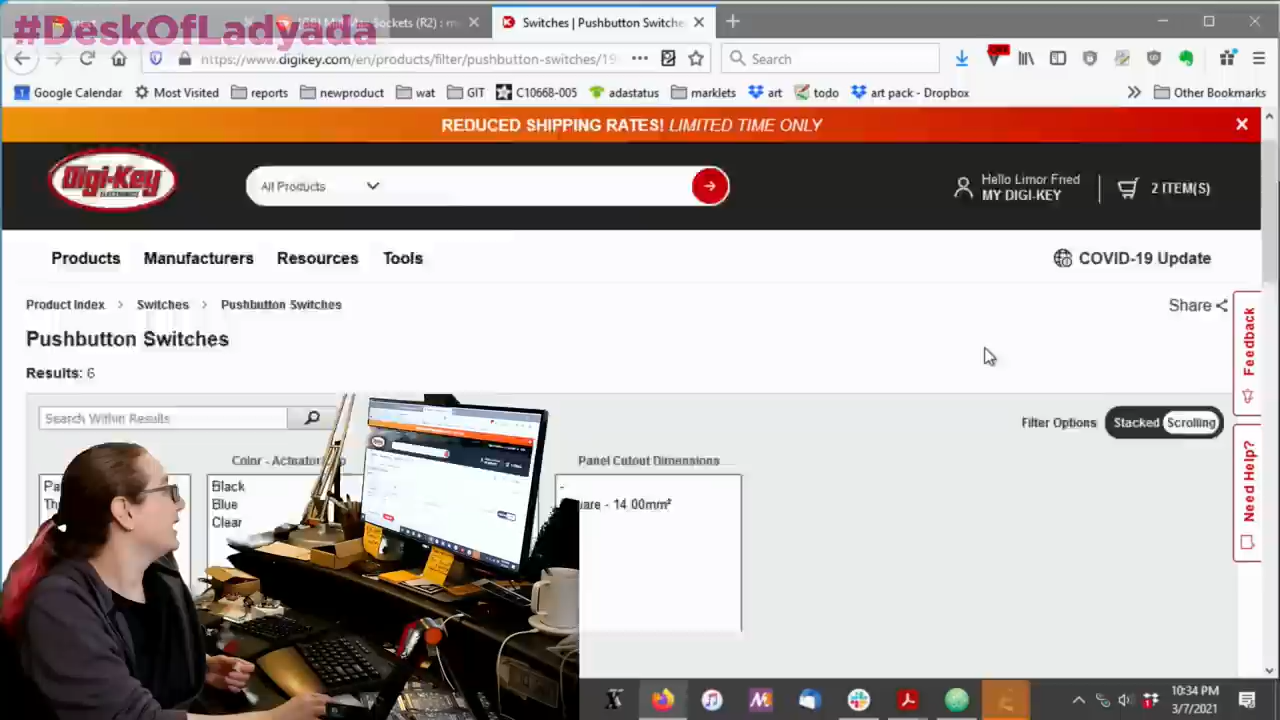 #DeskOfLadyada
Switches | Pushbutton Switche
https://www.digikey.com/en/products/filter/pushbutton-switches/19
Search
Google Calendar
Most Visited
reports
newproduct
wat
GIT
C10668-005
adastatus
marklets
art
todo
art pack - Dropbox
Other Bookmarks
REDUCED SHIPPING RATES! LIMITED TIME ONLY
Digi-Key
ELECTRONICS
All Products
Hello Limor Fried
MY DIGI-KEY
2 ITEM(S)
Products
Manufacturers
Resources
Tools
COVID-19 Update
Product Index > Switches > Pushbutton Switches
Share
Pushbutton Switches
Results: 6
Feedback
Search Within Results
Filter Options
Stacked
Scrolling
Need Help?
Color - Actuator
Panel Cutout Dimensions
Pa
Th
Black
Blue
Clear
-
uare - 14.00mm²
10:34 PM
3/7/2021